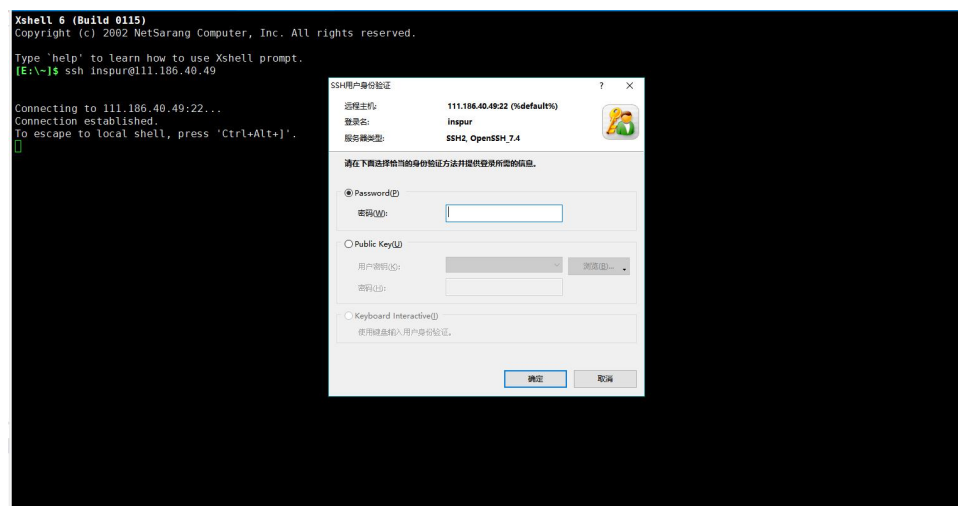 Xshell 6 (Build 0115)
Copyright (c) 2002 NetSarang Computer, Inc. All rights reserved.
Type `help' to learn how to use Xshell prompt.
[E:\~]$ ssh inspur@111.186.40.49
Connecting to 111.186.40.49:22...
Connection established.
To escape to local shell, press 'Ctrl+Alt+]'.
SSH用户身份验证 ? ×
远程主机: 111.186.40.49:22 (%default%)
登录名: inspur
服务器类型: SSH2, OpenSSH_7.4
请在下面选择恰当的身份验证方法并提供登录所需的信息。
Password(P)
密码(W):
Public Key(U)
用户密钥(K): 浏览(B)...
密码(H):
Keyboard Interactive(I)
使用键盘输入用户身份验证。
确定 取消